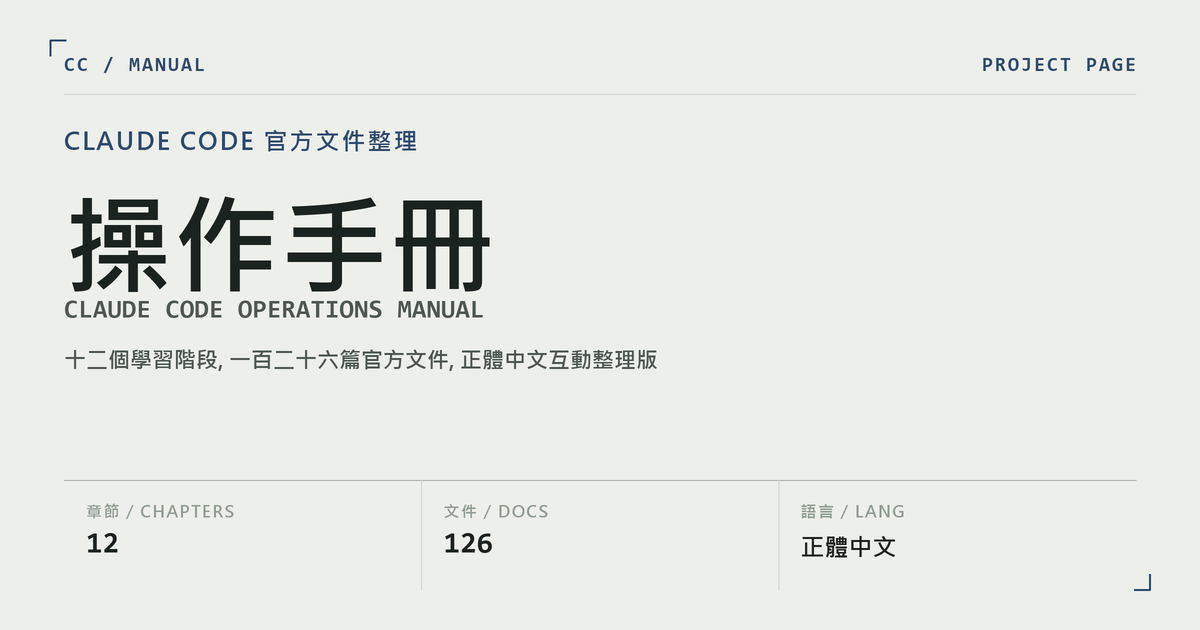 CC / MANUAL
PROJECT PAGE
CLAUDE CODE 官方文件整理
操作手冊
CLAUDE CODE OPERATIONS MANUAL
十二個學習階段, 一百二十六篇官方文件, 正體中文互動整理版
章節 / CHAPTERS
12
文件 / DOCS
126
語言 / LANG
正體中文